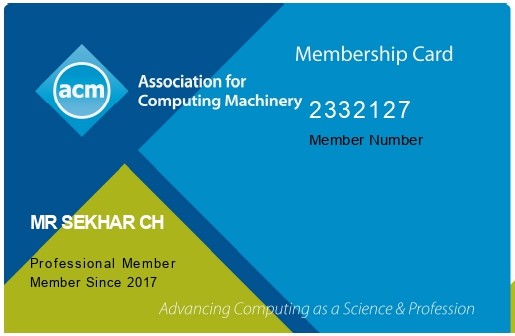 Membership Card
acm
Association for
Computing Machinery
2332127
Member Number
MR SEKHAR CH
Professional Member
Member Since 2017
Advancing Computing as a Science & Profession